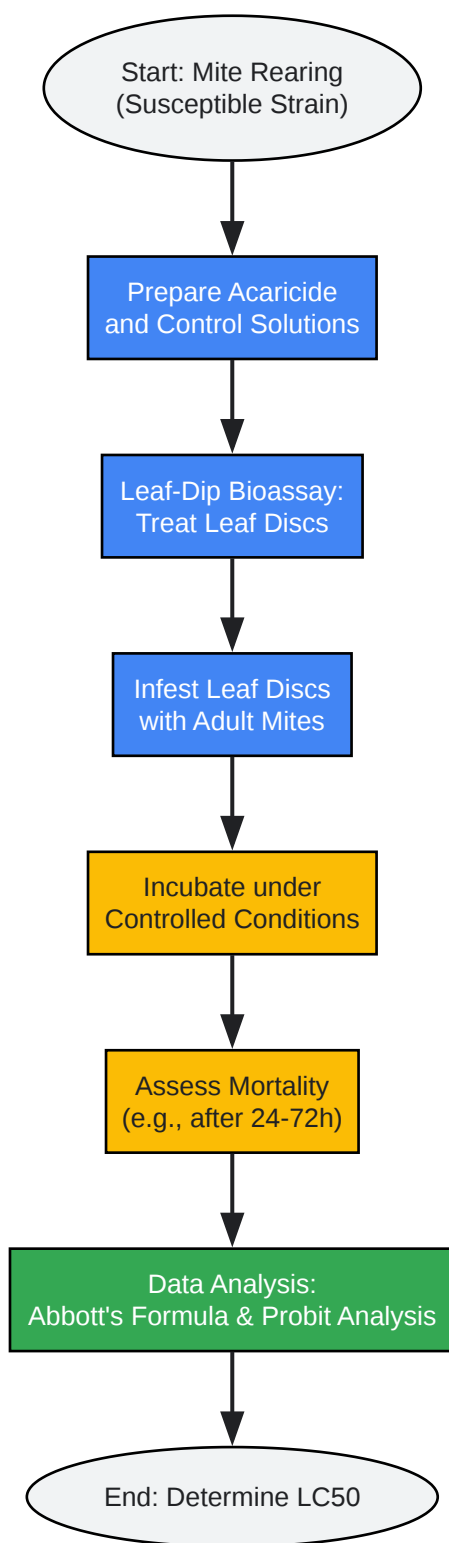 Start: Mite Rearing
(Susceptible Strain)
Prepare Acaricide
and Control Solutions
Leaf-Dip Bioassay:
Treat Leaf Discs
Infest Leaf Discs
with Adult Mites
Incubate under
Controlled Conditions
Assess Mortality
(e.g., after 24-72h)
Data Analysis:
Abbott's Formula & Probit Analysis
End: Determine LC50